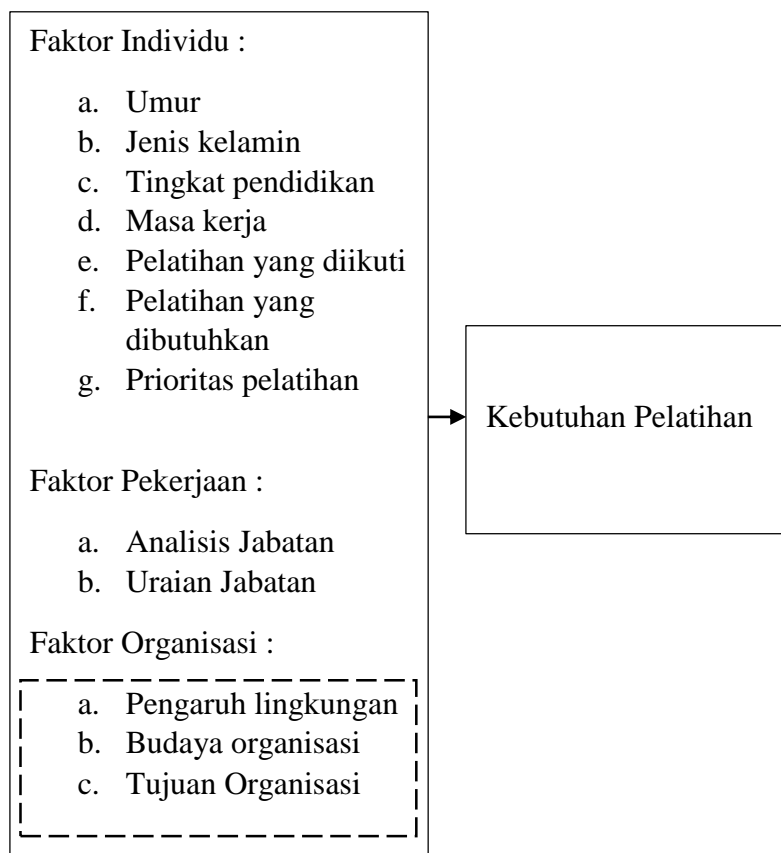 Faktor Individu :
a. Umur
b. Jenis kelamin
c. Tingkat pendidikan
d. Masa kerja
e. Pelatihan yang diikuti
f. Pelatihan yang
dibutuhkan
g. Prioritas pelatihan
Faktor Pekerjaan :
a. Analisis Jabatan
b. Uraian Jabatan
Faktor Organisasi :
a. Pengaruh lingkungan
b. Budaya organisasi
c. Tujuan Organisasi
Kebutuhan Pelatihan